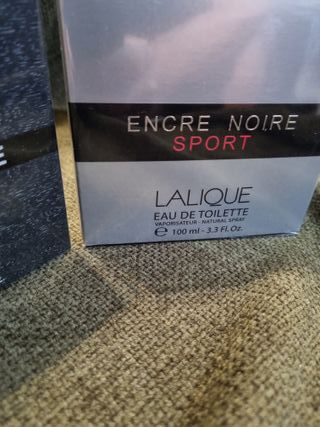 ENCRE NOIRE
SPORT
LALIQUE
EAU DE TOILETTE
VAPORISATEUR - NATURAL SPRAY
℮ 100 ml - 3.3 Fl. Oz.
E